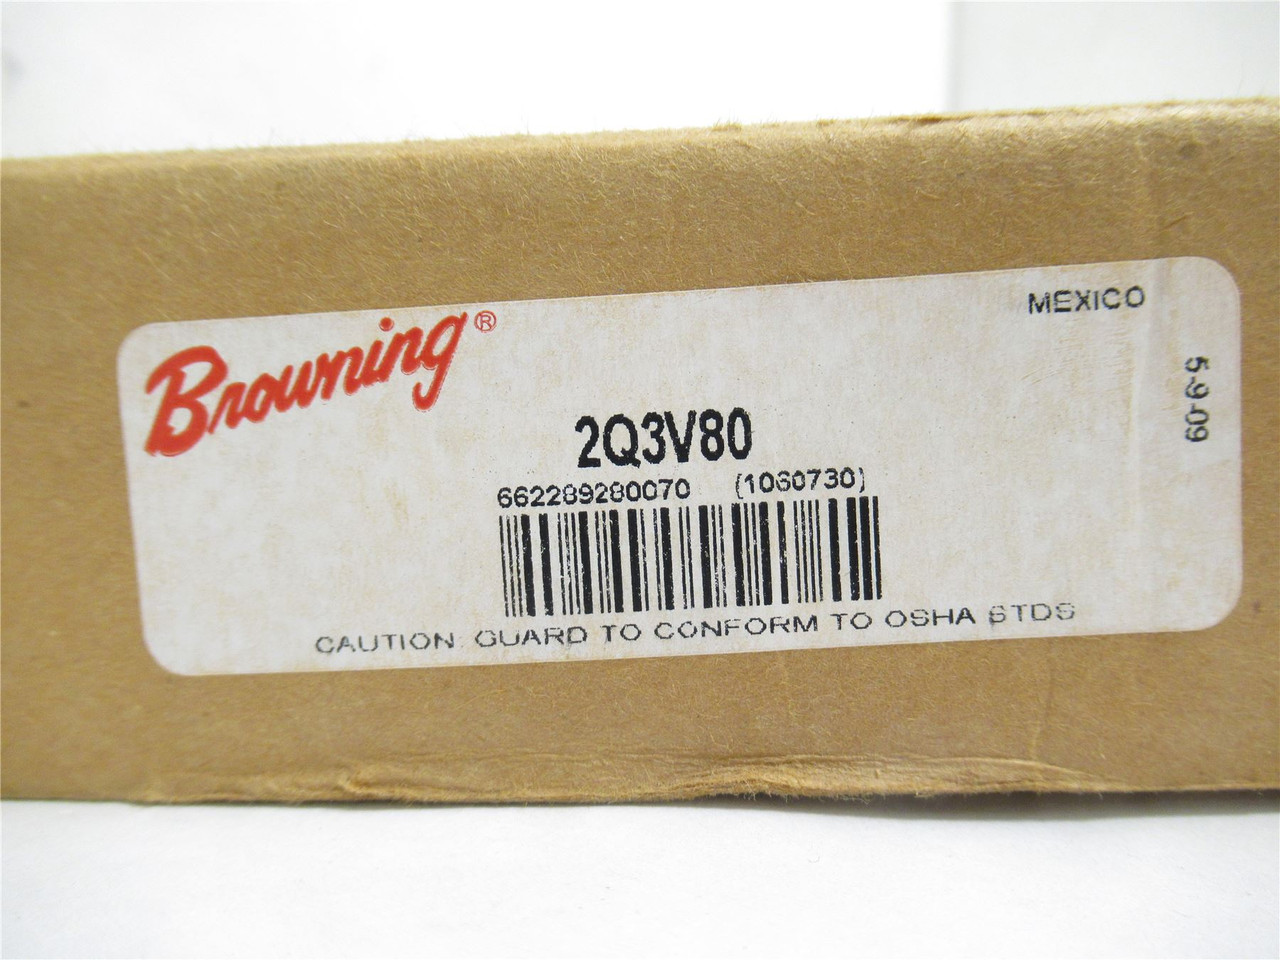 Browning®
MEXICO
5-9-09
2Q3V80
662289280070 (1060730)
CAUTION: GUARD TO CONFORM TO OSHA STDS